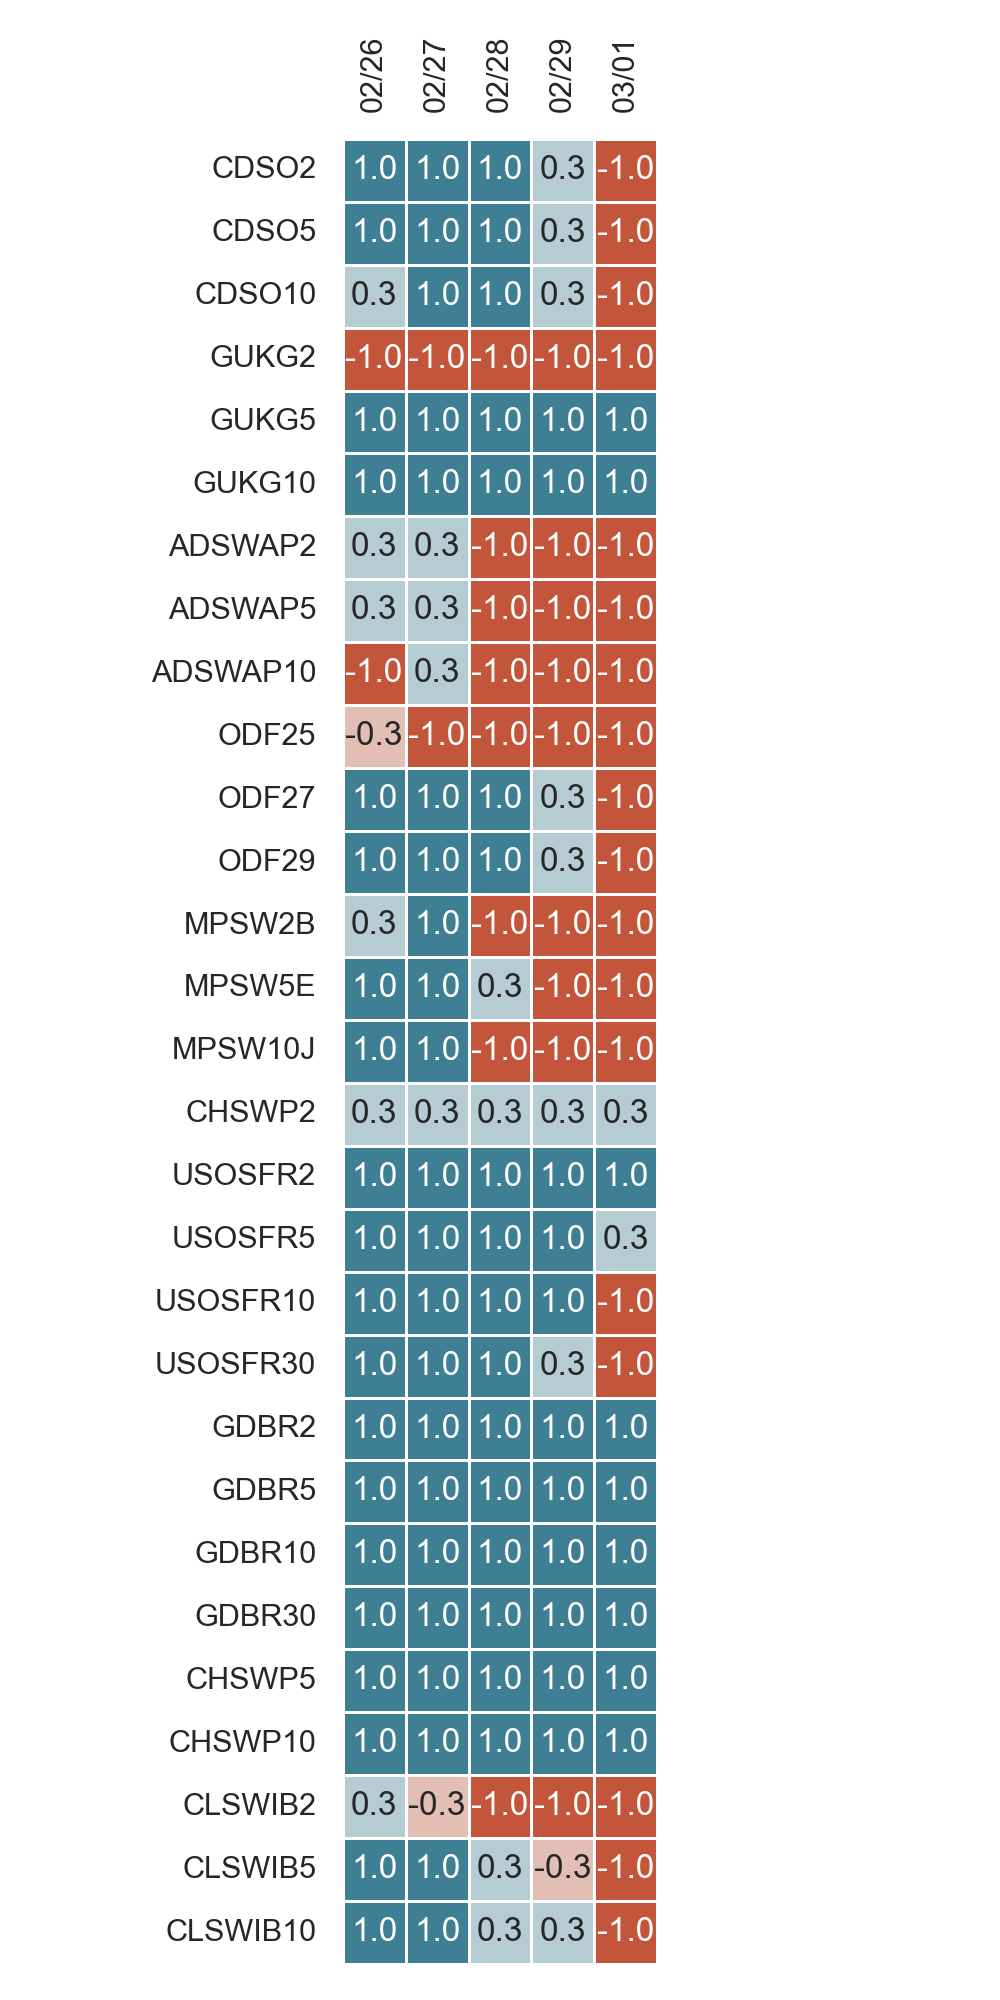 02/26 02/27 02/28 02/29 03/01
CDSO2 1.0 1.0 1.0 0.3 -1.0
CDSO5 1.0 1.0 1.0 0.3 -1.0
CDSO10 0.3 1.0 1.0 0.3 -1.0
GUKG2 -1.0 -1.0 -1.0 -1.0 -1.0
GUKG5 1.0 1.0 1.0 1.0 1.0
GUKG10 1.0 1.0 1.0 1.0 1.0
ADSWAP2 0.3 0.3 -1.0 -1.0 -1.0
ADSWAP5 0.3 0.3 -1.0 -1.0 -1.0
ADSWAP10 -1.0 0.3 -1.0 -1.0 -1.0
ODF25 -0.3 -1.0 -1.0 -1.0 -1.0
ODF27 1.0 1.0 1.0 0.3 -1.0
ODF29 1.0 1.0 1.0 0.3 -1.0
MPSW2B 0.3 1.0 -1.0 -1.0 -1.0
MPSW5E 1.0 1.0 0.3 -1.0 -1.0
MPSW10J 1.0 1.0 -1.0 -1.0 -1.0
CHSWP2 0.3 0.3 0.3 0.3 0.3
USOSFR2 1.0 1.0 1.0 1.0 1.0
USOSFR5 1.0 1.0 1.0 1.0 0.3
USOSFR10 1.0 1.0 1.0 1.0 -1.0
USOSFR30 1.0 1.0 1.0 0.3 -1.0
GDBR2 1.0 1.0 1.0 1.0 1.0
GDBR5 1.0 1.0 1.0 1.0 1.0
GDBR10 1.0 1.0 1.0 1.0 1.0
GDBR30 1.0 1.0 1.0 1.0 1.0
CHSWP5 1.0 1.0 1.0 1.0 1.0
CHSWP10 1.0 1.0 1.0 1.0 1.0
CLSWIB2 0.3 -0.3 -1.0 -1.0 -1.0
CLSWIB5 1.0 1.0 0.3 -0.3 -1.0
CLSWIB10 1.0 1.0 0.3 0.3 -1.0